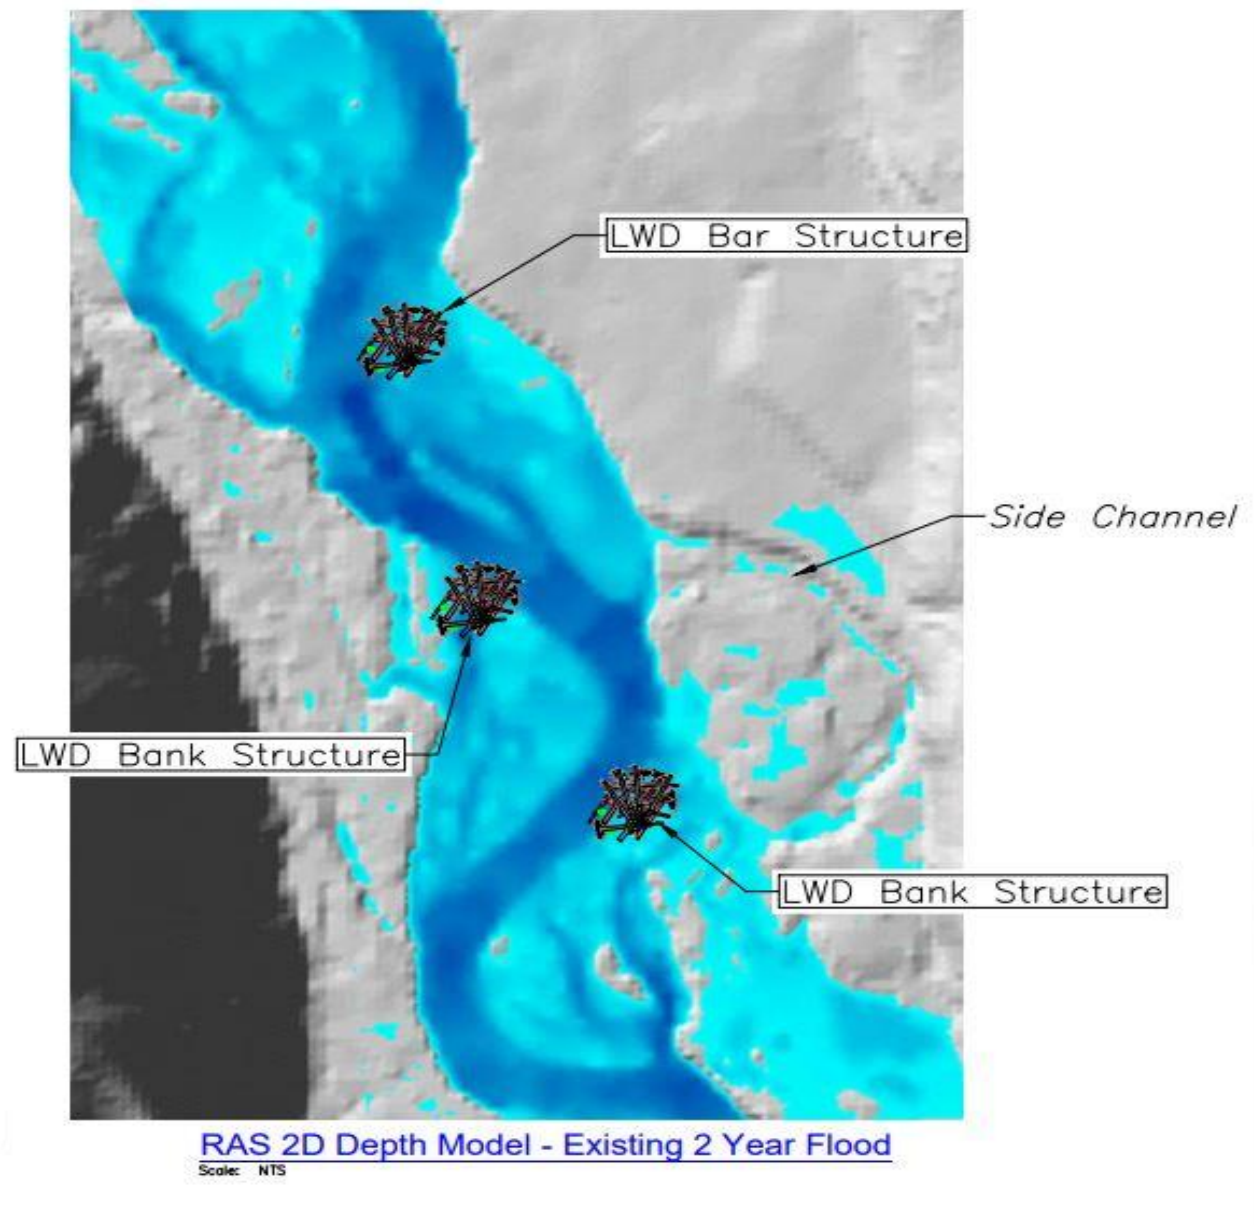 LWD Bar Structure
Side Channel
LWD Bank Structure
LWD Bank Structure
RAS 2D Depth Model - Existing 2 Year Flood
Scale: NTS